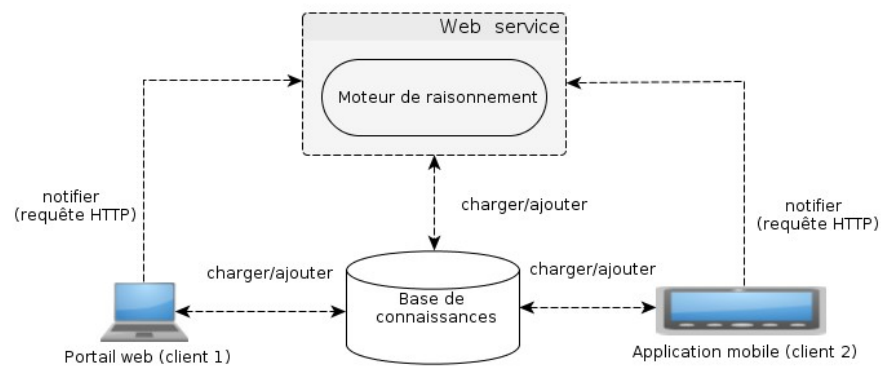 Web service
Moteur de raisonnement
notifier
(requête HTTP)
charger/ajouter
notifier
(requête HTTP)
charger/ajouter
charger/ajouter
Base de
connaissances
Portail web (client 1)
Application mobile (client 2)